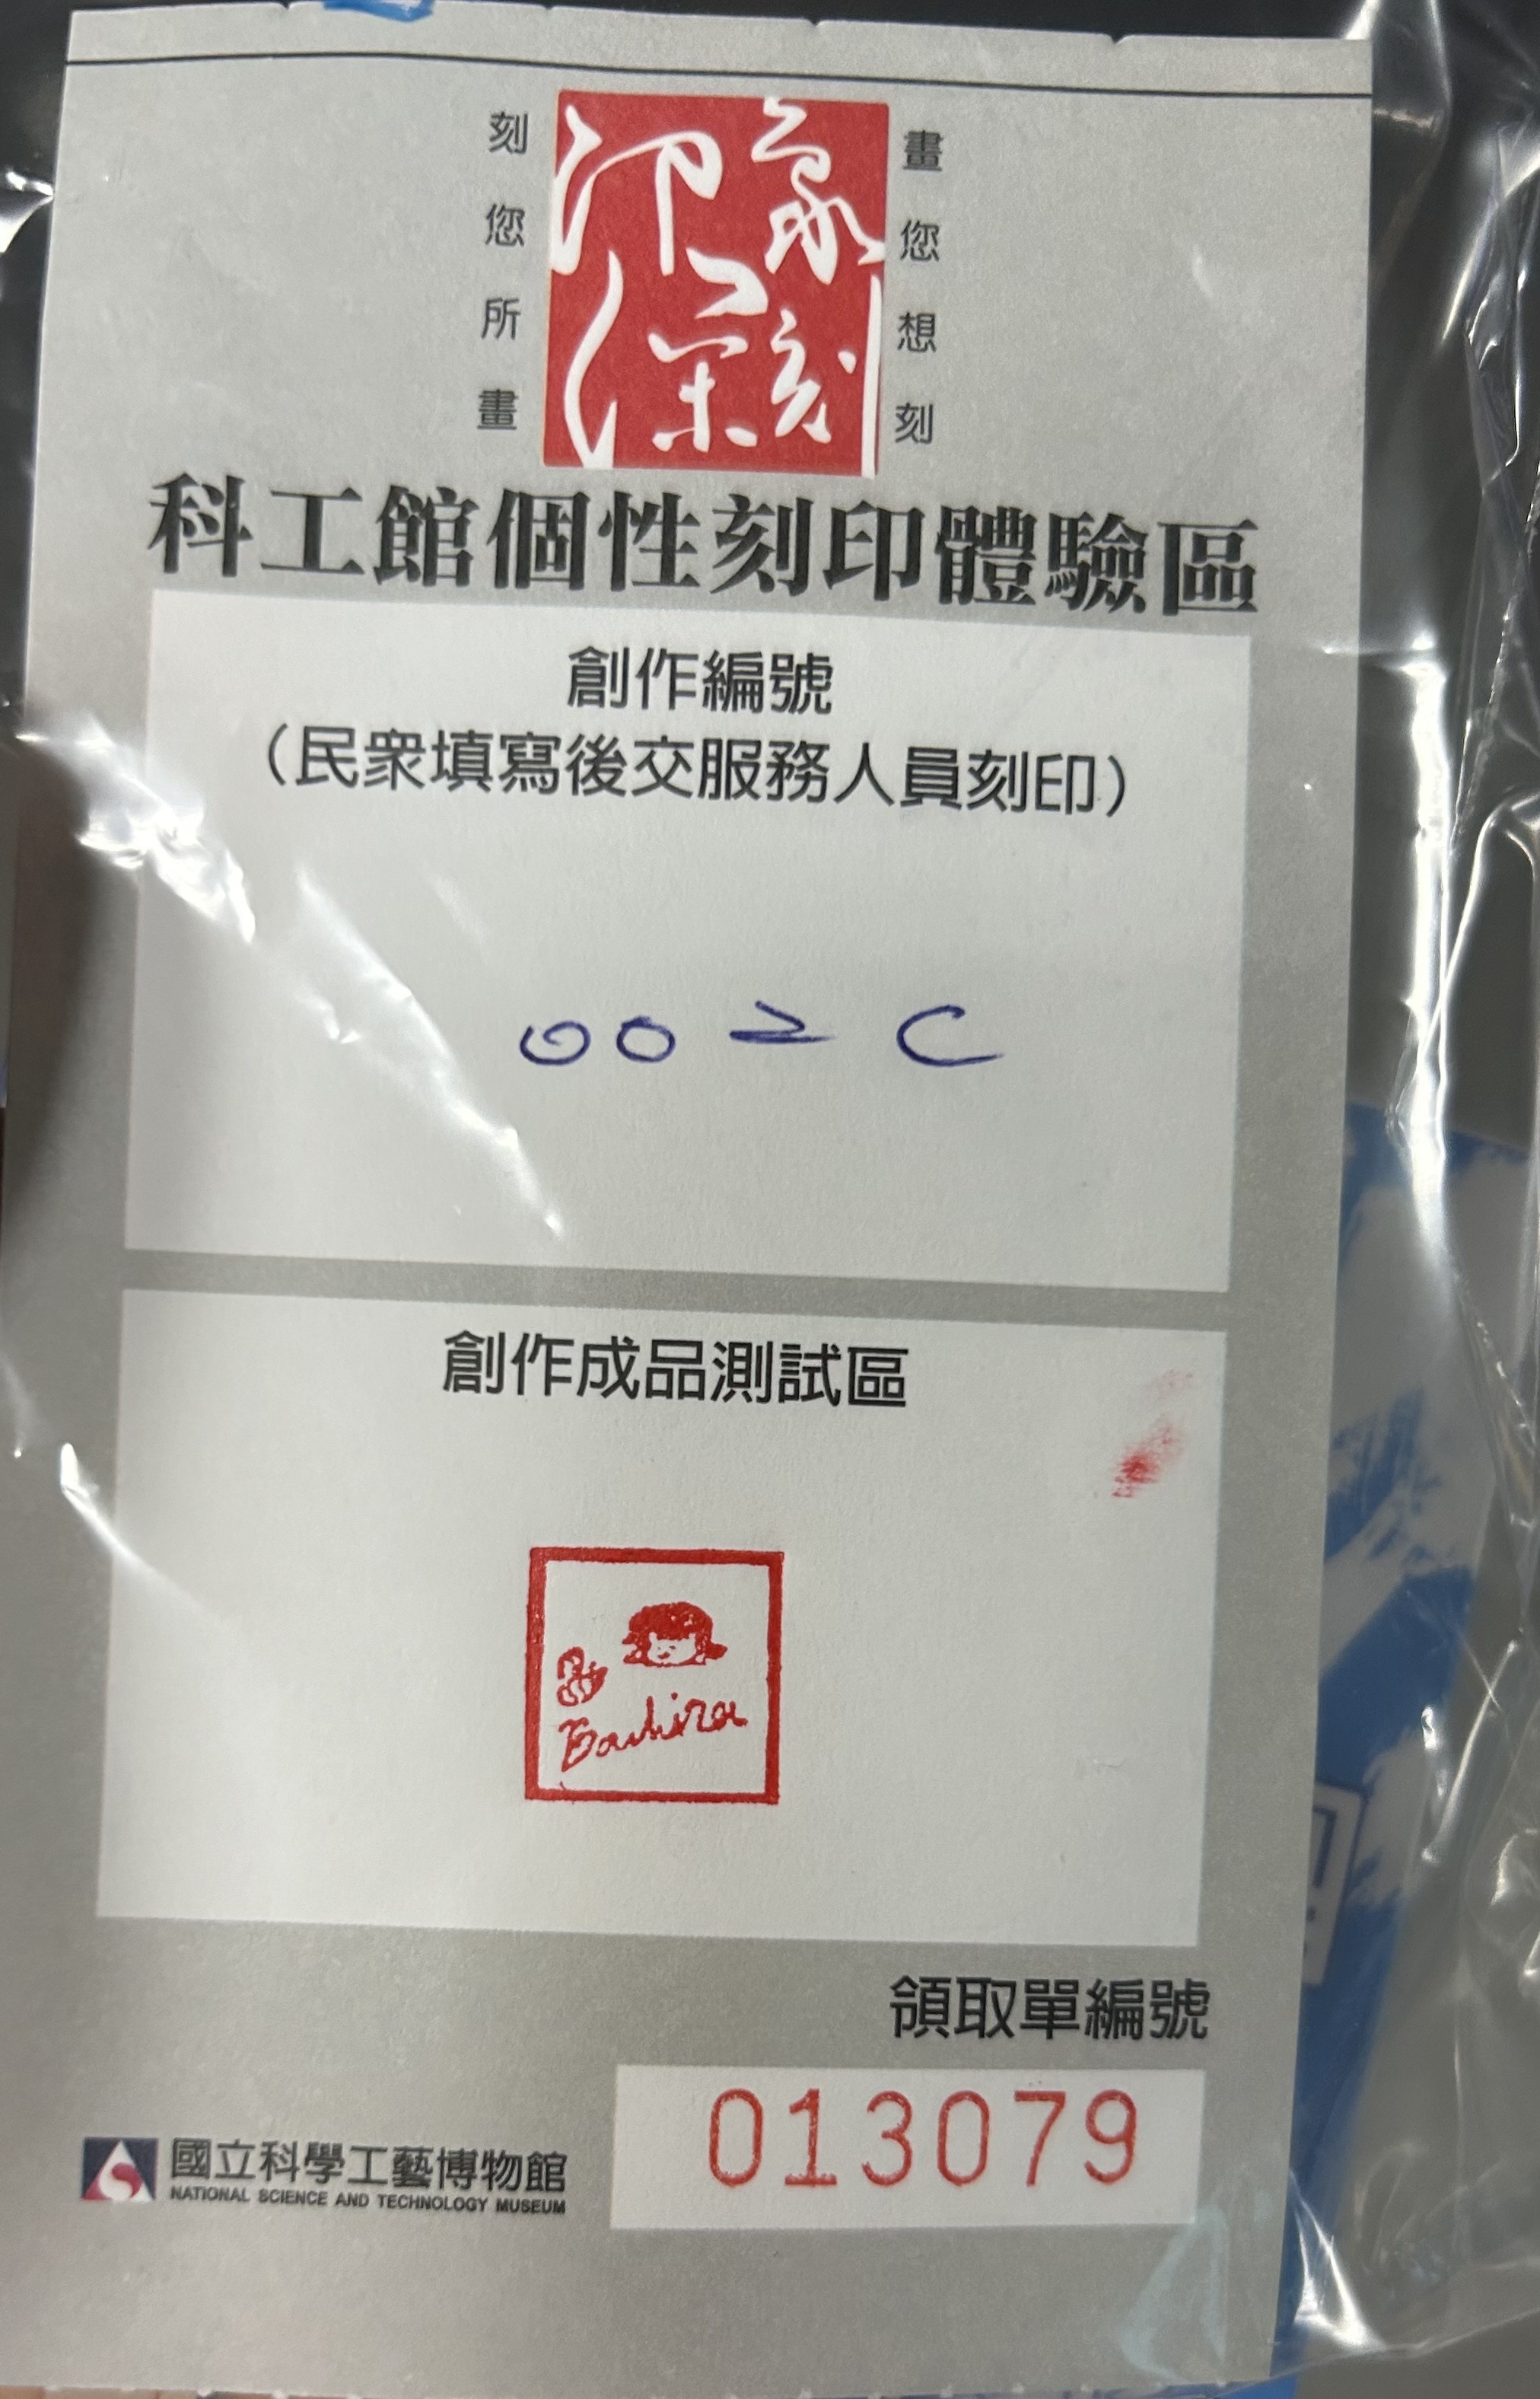 畫您想刻
刻您所畫
科工館個性刻印體驗區
創作編號
（民衆填寫後交服務人員刻印）
002C
創作成品測試區
Bachira
領取單編號
013079
國立科學工藝博物館
NATIONAL SCIENCE AND TECHNOLOGY MUSEUM